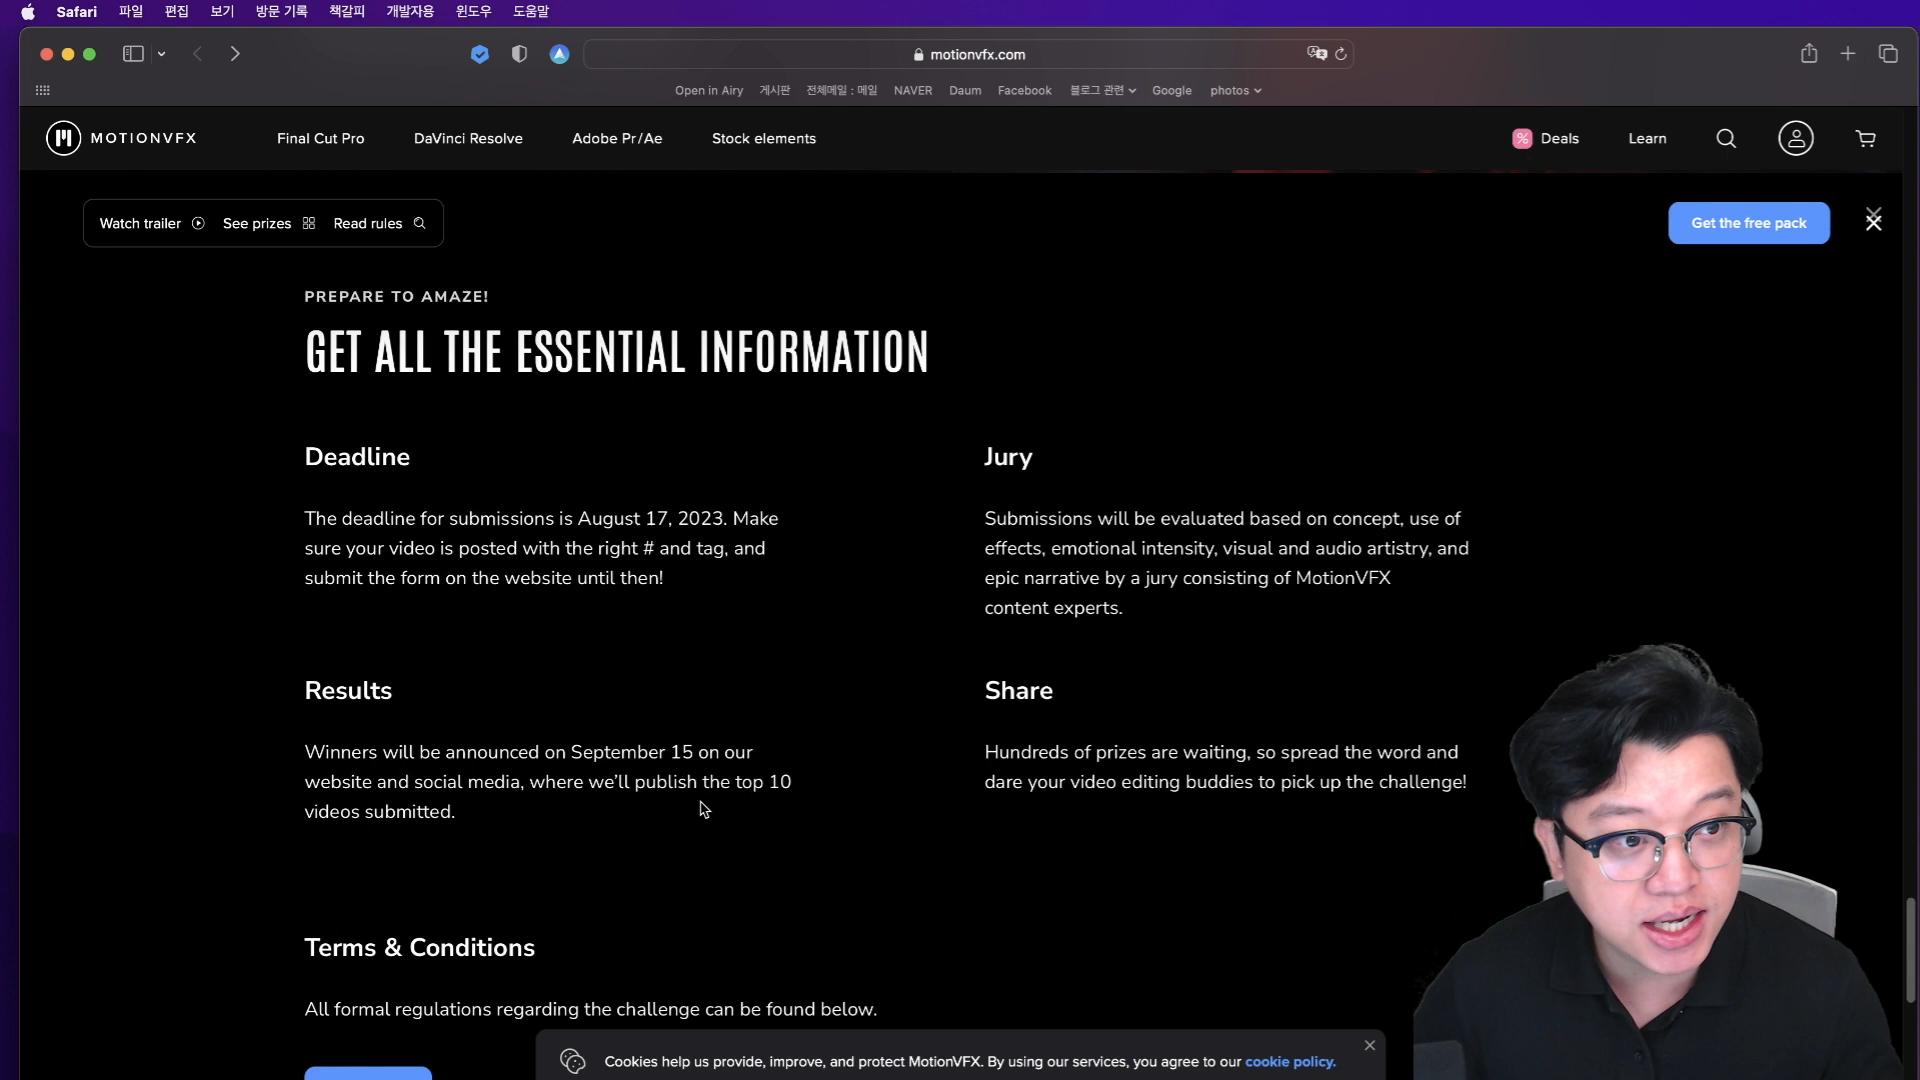 Safari 파일 편집 보기 방문 기록 책갈피 개발자용 윈도우 도움말
motionvfx.com
Open in Airy 게시판 전체메일 : 메일 NAVER Daum Facebook 블로그 관련 Google photos
MOTIONVFX Final Cut Pro DaVinci Resolve Adobe Pr/Ae Stock elements % Deals Learn
Watch trailer See prizes Read rules Get the free pack
PREPARE TO AMAZE!
GET ALL THE ESSENTIAL INFORMATION
Deadline
The deadline for submissions is August 17, 2023. Make
sure your video is posted with the right # and tag, and
submit the form on the website until then!
Jury
Submissions will be evaluated based on concept, use of
effects, emotional intensity, visual and audio artistry, and
epic narrative by a jury consisting of MotionVFX
content experts.
Results
Winners will be announced on September 15 on our
website and social media, where we'll publish the top 10
videos submitted.
Share
Hundreds of prizes are waiting, so spread the word and
dare your video editing buddies to pick up the challenge!
Terms & Conditions
All formal regulations regarding the challenge can be found below.
Cookies help us provide, improve, and protect MotionVFX. By using our services, you agree to our cookie policy.